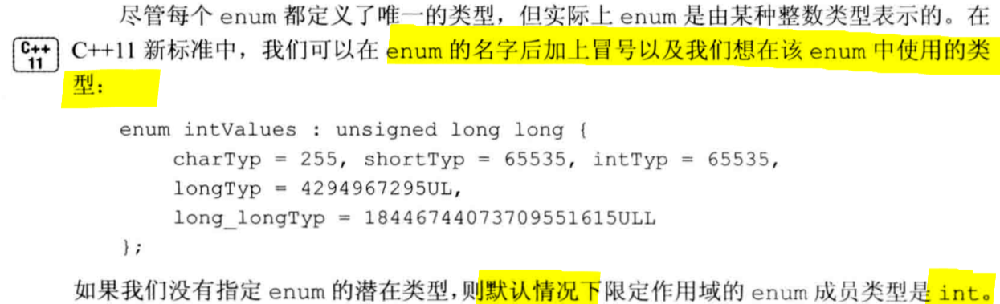 尽管每个 enum 都定义了唯一的类型，但实际上 enum 是由某种整数类型表示的。在
C++
11
C++11 新标准中，我们可以在 enum 的名字后加上冒号以及我们想在该 enum 中使用的类
型：
enum intValues : unsigned long long {
charTyp = 255, shortTyp = 65535, intTyp = 65535,
longTyp = 4294967295UL,
long_longTyp = 18446744073709551615ULL
};
如果我们没有指定 enum 的潜在类型，则默认情况下限定作用域的 enum 成员类型是 int。